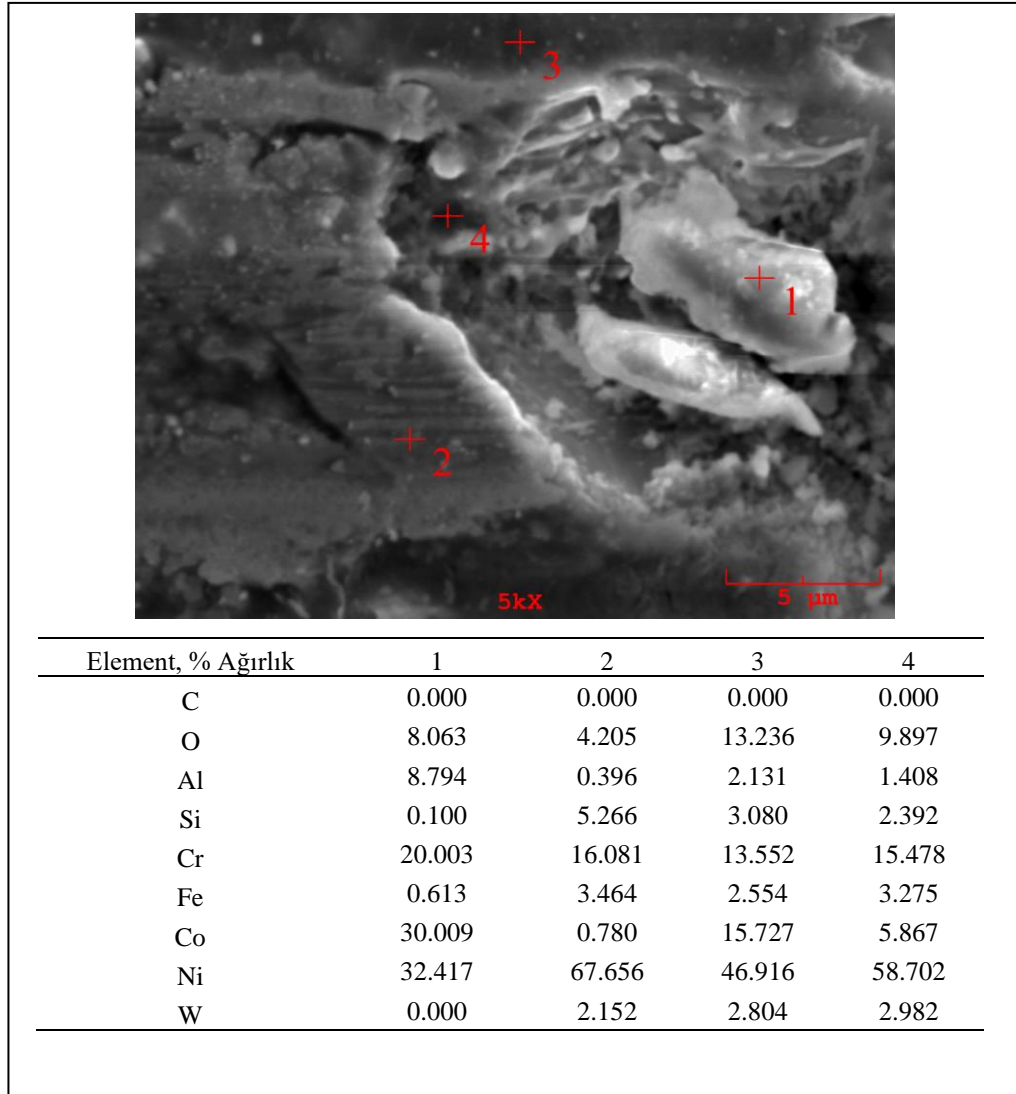 3
4
1
2
5kX
5 µm
Element, % Ağırlık 1 2 3 4
C 0.000 0.000 0.000 0.000
O 8.063 4.205 13.236 9.897
Al 8.794 0.396 2.131 1.408
Si 0.100 5.266 3.080 2.392
Cr 20.003 16.081 13.552 15.478
Fe 0.613 3.464 2.554 3.275
Co 30.009 0.780 15.727 5.867
Ni 32.417 67.656 46.916 58.702
W 0.000 2.152 2.804 2.982